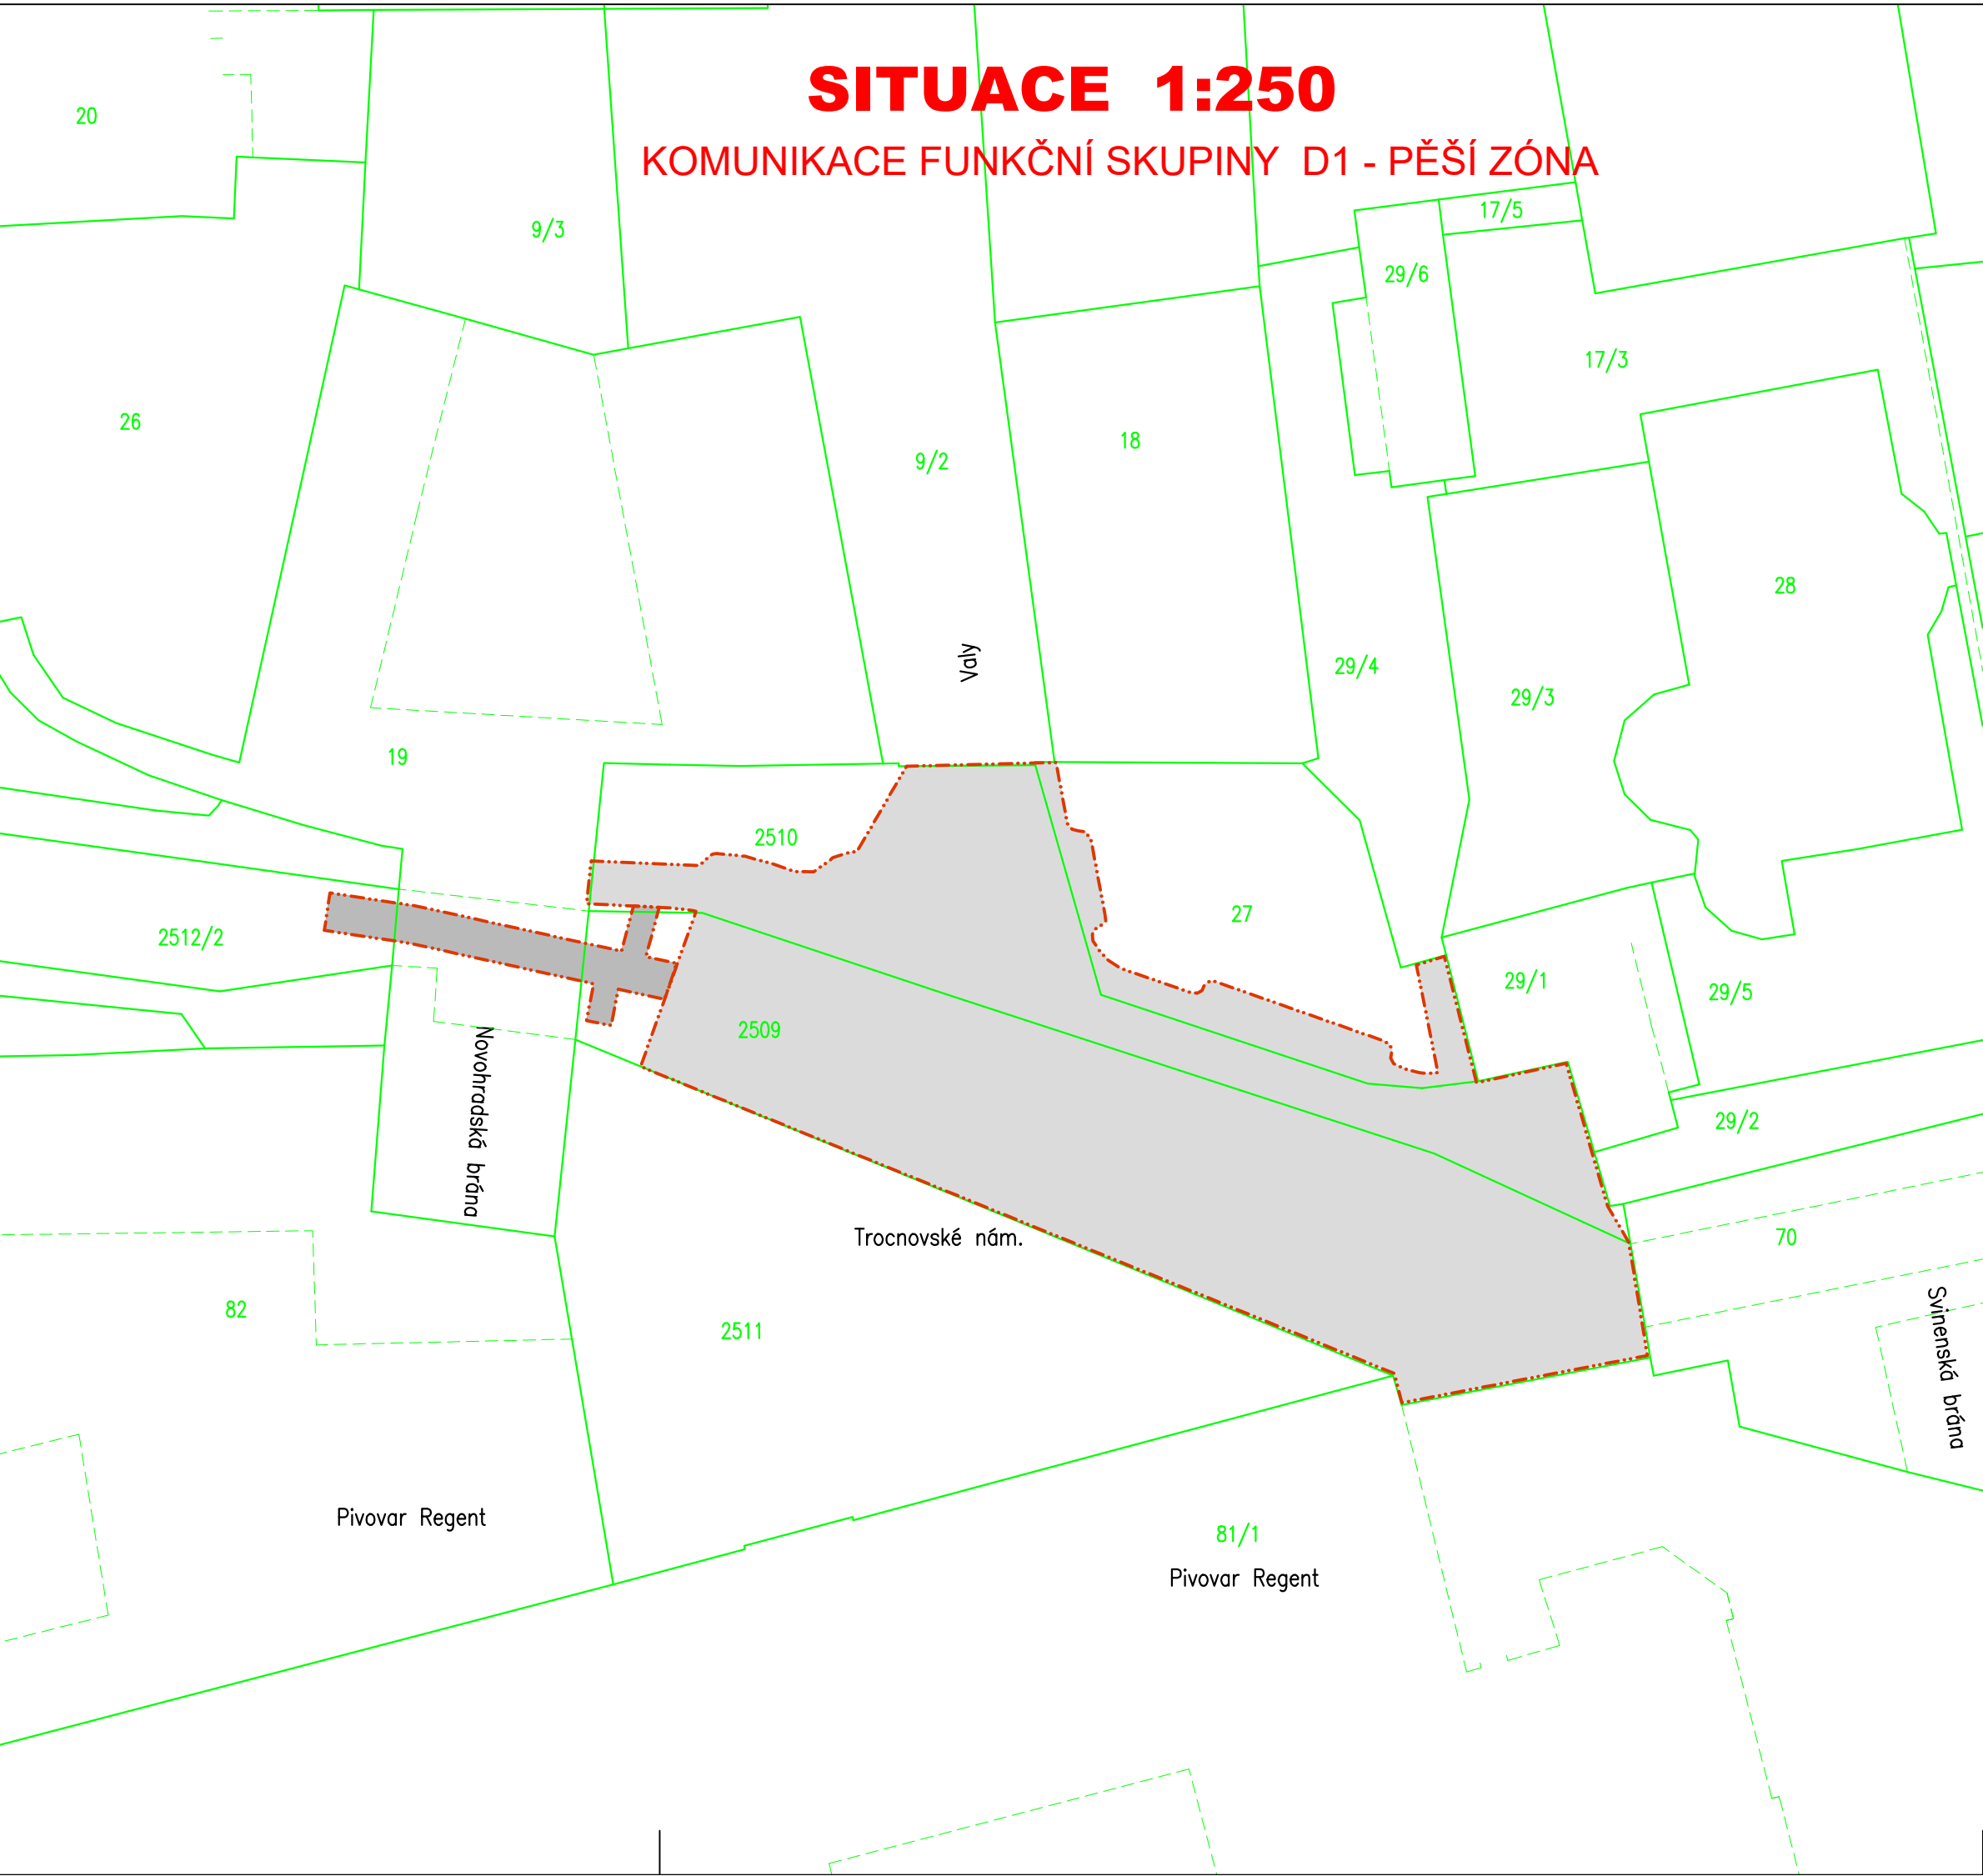 SITUACE 1:250
KOMUNIKACE FUNKČNÍ SKUPINY D1 - PĚŠÍ ZÓNA
20
9/3
17/5
29/6
17/3
26
9/2
18
28
Valy
29/4
29/3
19
2510
27
2512/2
29/1
29/5
2509
Novohradská brána
29/2
Trocnovské nám.
70
82
2511
Svinenská brána
Pivovar Regent
81/1
Pivovar Regent